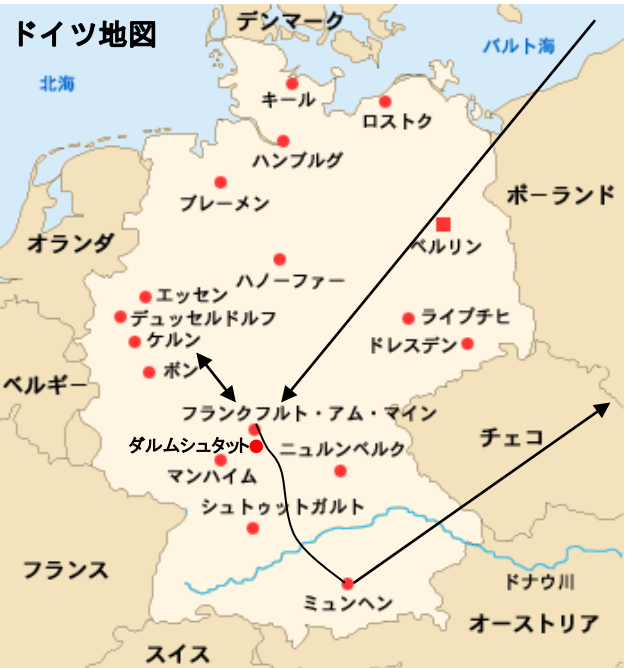 ドイツ地図
デンマーク
バルト海
北海
キール
ロストク
ハンブルグ
ブレーメン
ポーランド
オランダ
ベルリン
ハノーファー
エッセン
デュッセルドルフ
ライプチヒ
ケルン
ドレスデン
ボン
ベルギー
フランクフルト・アム・マイン
チェコ
ダルムシュタット
ニュルンベルク
マンハイム
シュトゥットガルト
フランス
ドナウ川
ミュンヘン
オーストリア
スイス